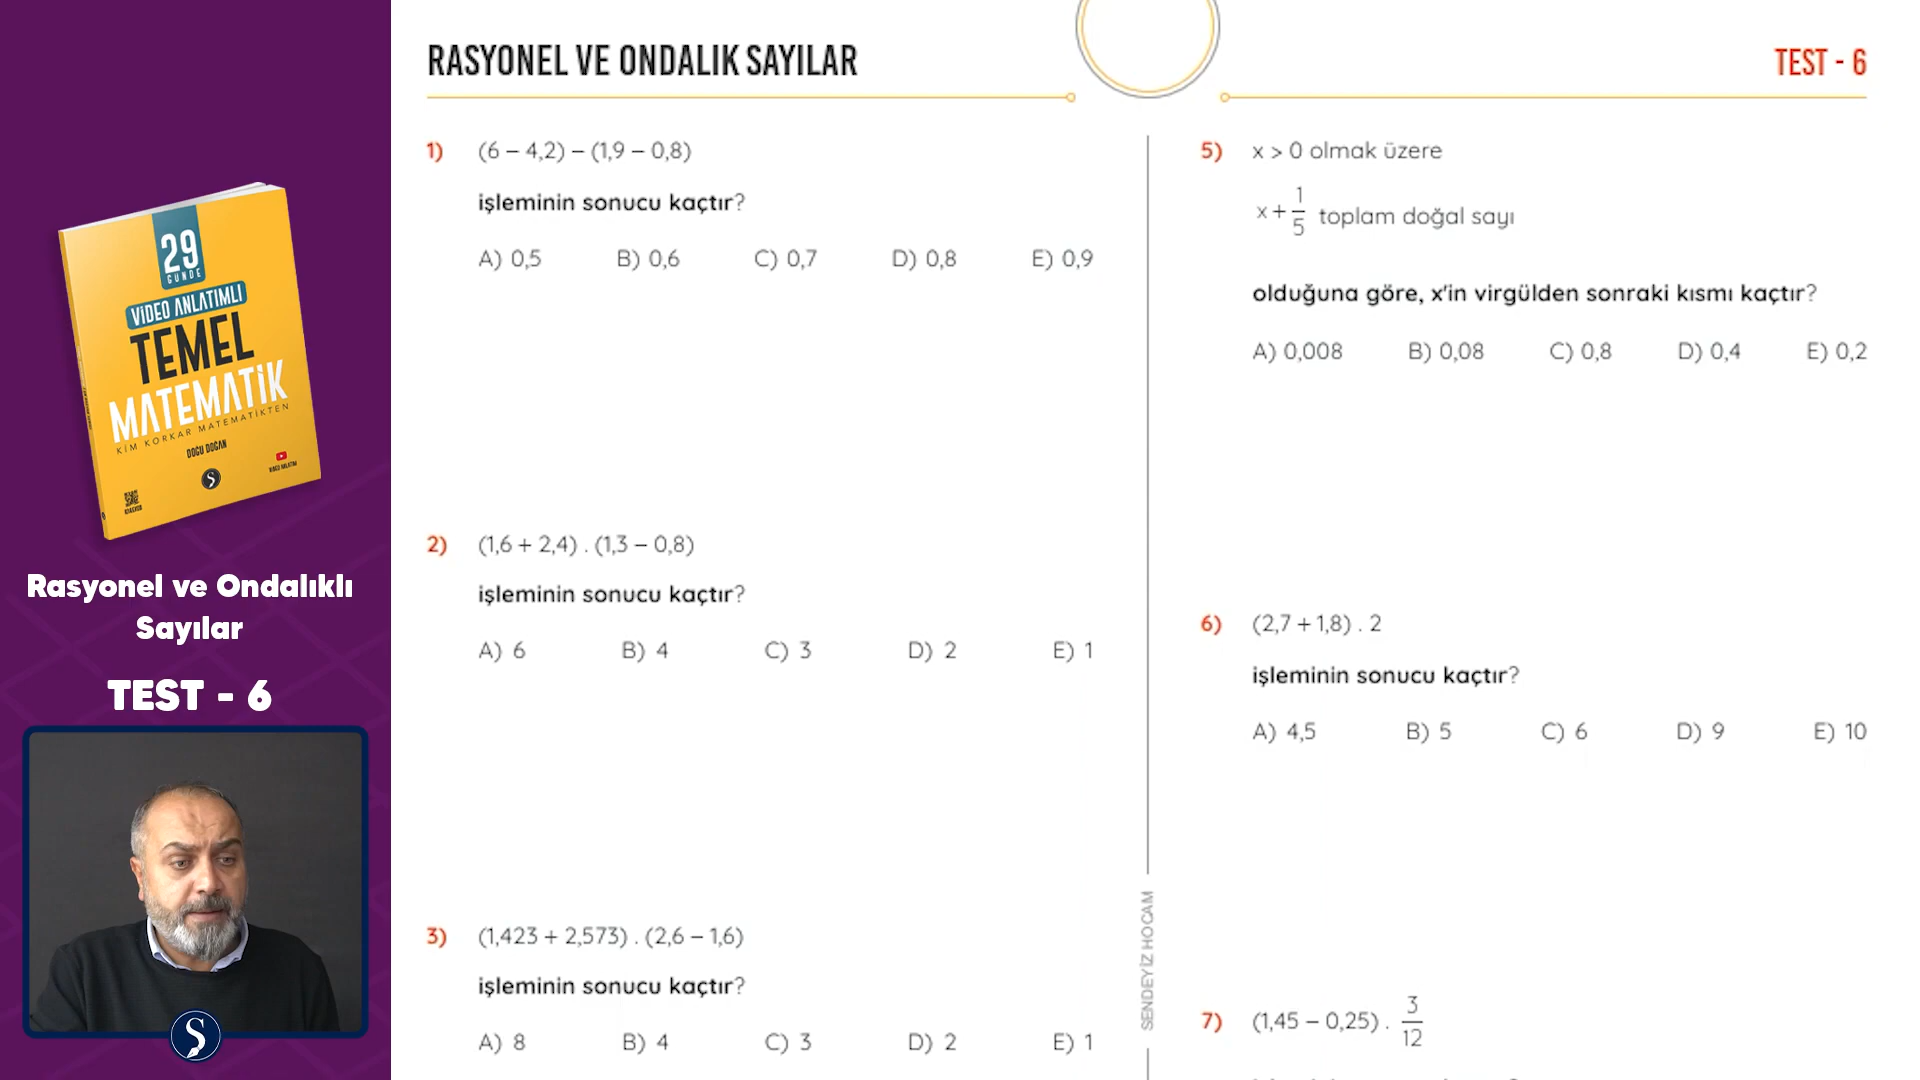 29
GÜNDE
VİDEO ANLATIMLI
TEMEL
MATEMATİK
KİM KORKAR MATEMATİKTEN
DOĞU DOĞAN
Rasyonel ve Ondalıklı
Sayılar
TEST - 6
RASYONEL VE ONDALIK SAYILAR
TEST - 6
1) (6 – 4,2) – (1,9 – 0,8)
işleminin sonucu kaçtır?
A) 0,5 B) 0,6 C) 0,7 D) 0,8 E) 0,9
2) (1,6 + 2,4) . (1,3 – 0,8)
işleminin sonucu kaçtır?
A) 6 B) 4 C) 3 D) 2 E) 1
3) (1,423 + 2,573) . (2,6 – 1,6)
işleminin sonucu kaçtır?
A) 8 B) 4 C) 3 D) 2 E) 1
SENDEYİZ HOCAM
5) x > 0 olmak üzere
x + 1/5 toplam doğal sayı
olduğuna göre, x'in virgülden sonraki kısmı kaçtır?
A) 0,008 B) 0,08 C) 0,8 D) 0,4 E) 0,2
6) (2,7 + 1,8) . 2
işleminin sonucu kaçtır?
A) 4,5 B) 5 C) 6 D) 9 E) 10
7) (1,45 – 0,25) . 3/12